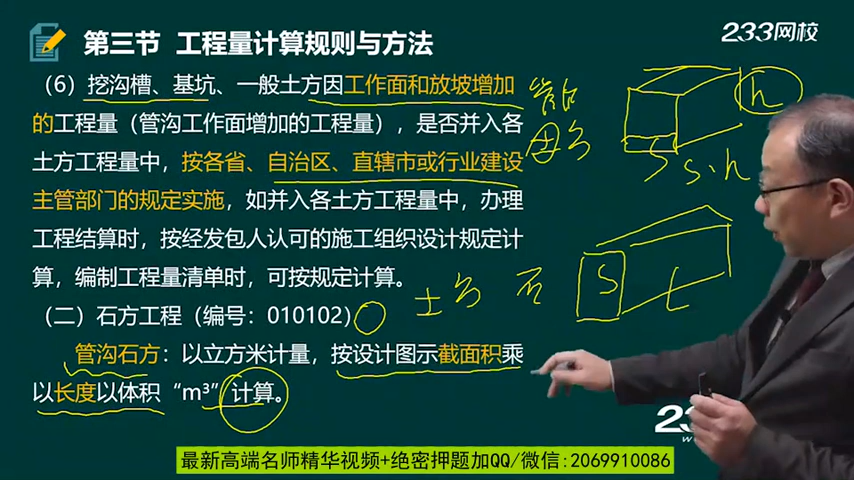 第三节 工程量计算规则与方法
233网校
（6）挖沟槽、基坑、一般土方因工作面和放坡增加
的工程量（管沟工作面增加的工程量），是否并入各
土方工程量中，按各省、自治区、直辖市或行业建设
主管部门的规定实施，如并入各土方工程量中，办理
工程结算时，按经发包人认可的施工组织设计规定计
算，编制工程量清单时，可按规定计算。
（二）石方工程（编号：010102）
管沟石方：以立方米计量，按设计图示截面积乘
以长度以体积“m³”计算。
h
S
S·h
S
L
土方 石
23
最新高端名师精华视频+绝密押题加QQ/微信:2069910086